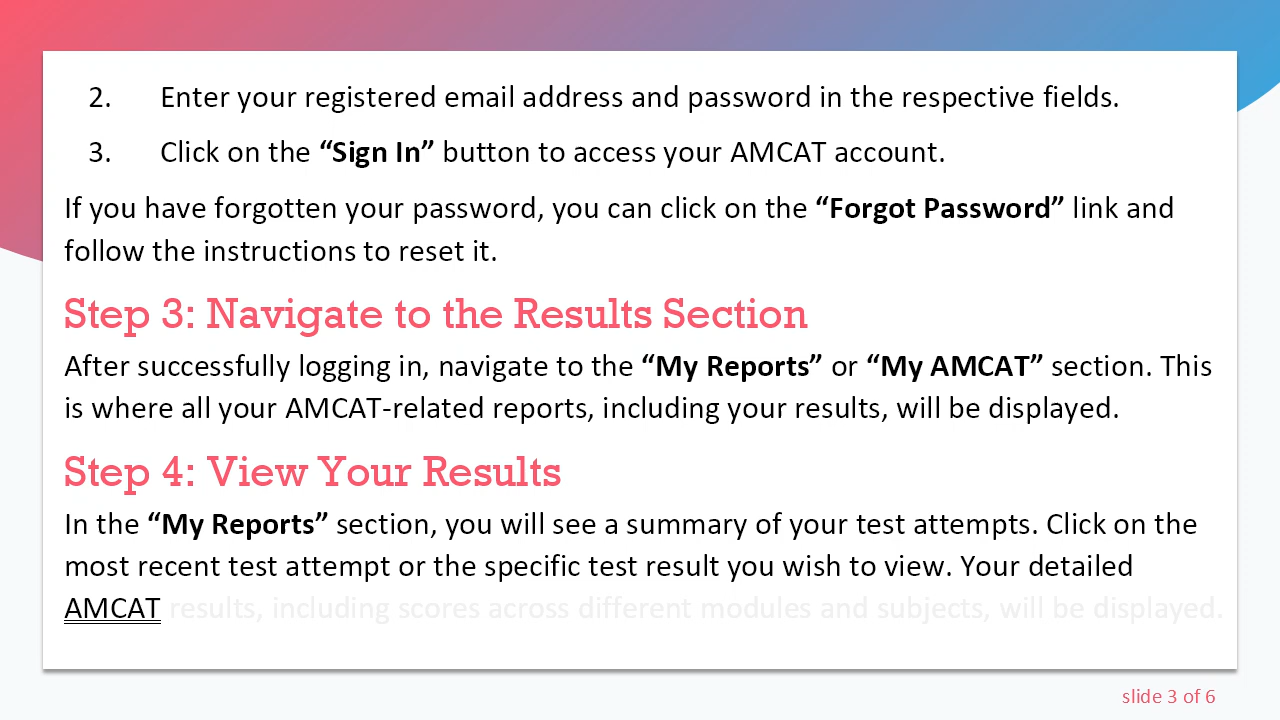 2. Enter your registered email address and password in the respective fields.
3. Click on the “Sign In” button to access your AMCAT account.
If you have forgotten your password, you can click on the “Forgot Password” link and
follow the instructions to reset it.
Step 3: Navigate to the Results Section
After successfully logging in, navigate to the “My Reports” or “My AMCAT” section. This
is where all your AMCAT-related reports, including your results, will be displayed.
Step 4: View Your Results
In the “My Reports” section, you will see a summary of your test attempts. Click on the
most recent test attempt or the specific test result you wish to view. Your detailed
AMCAT results, including scores across different modules and subjects, will be displayed.
slide 3 of 6